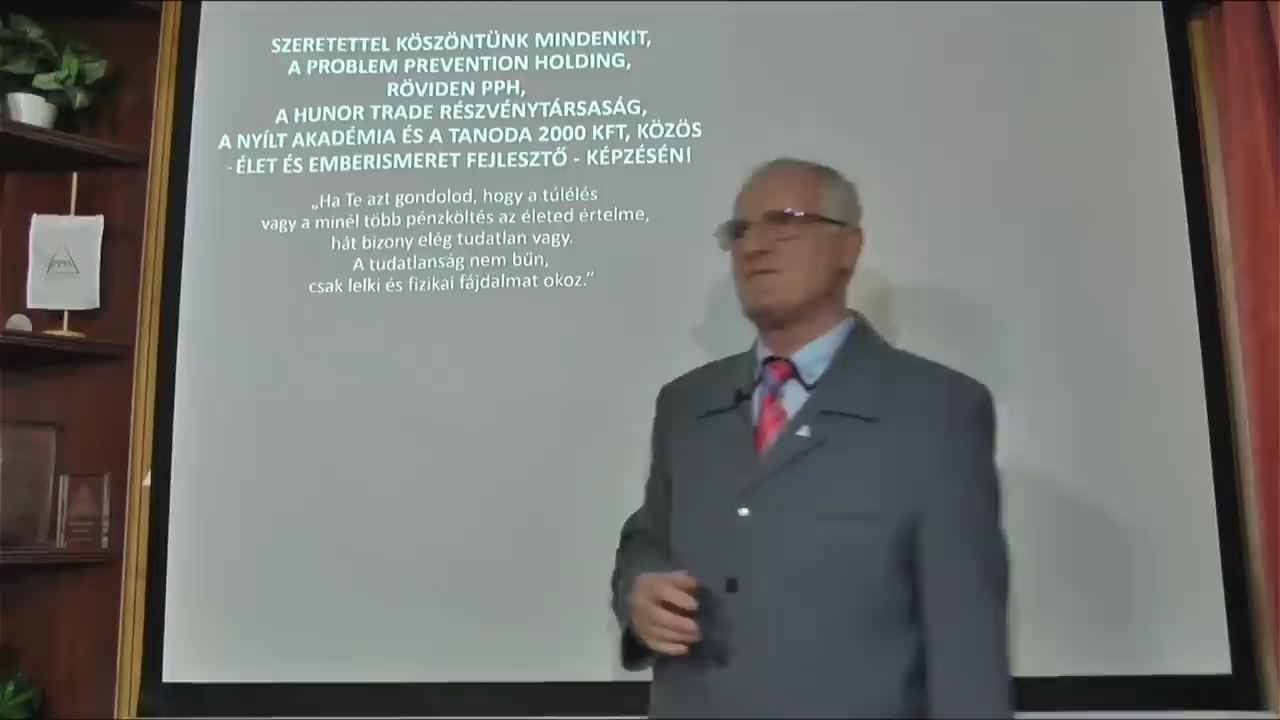 SZERETETTEL KÖSZÖNTÜNK MINDENKIT,
A PROBLEM PREVENTION HOLDING,
RÖVIDEN PPH,
A HUNOR TRADE RÉSZVÉNYTÁRSASÁG,
A NYÍLT AKADÉMIA ÉS A TANODA 2000 KFT, KÖZÖS
- ÉLET ÉS EMBERISMERET FEJLESZTŐ - KÉPZÉSÉN!
„Ha Te azt gondolod, hogy a túlélés
vagy a minél több pénzköltés az életed értelme,
hát bizony elég tudatlan vagy.
A tudatlanság nem bűn,
csak lelki és fizikai fájdalmat okoz.”